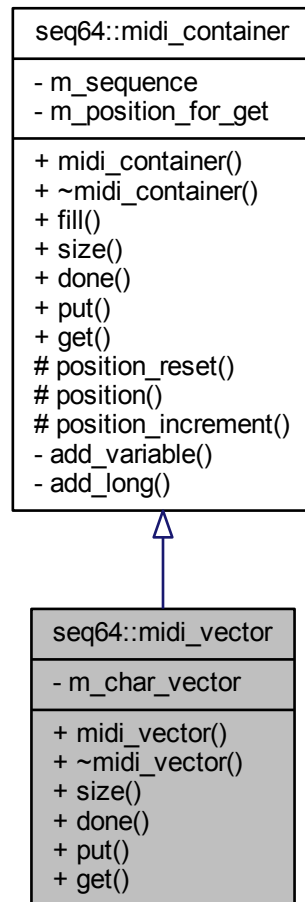 seq64::midi_container
- m_sequence
- m_position_for_get
+ midi_container()
+ ~midi_container()
+ fill()
+ size()
+ done()
+ put()
+ get()
# position_reset()
# position()
# position_increment()
- add_variable()
- add_long()
seq64::midi_vector
- m_char_vector
+ midi_vector()
+ ~midi_vector()
+ size()
+ done()
+ put()
+ get()